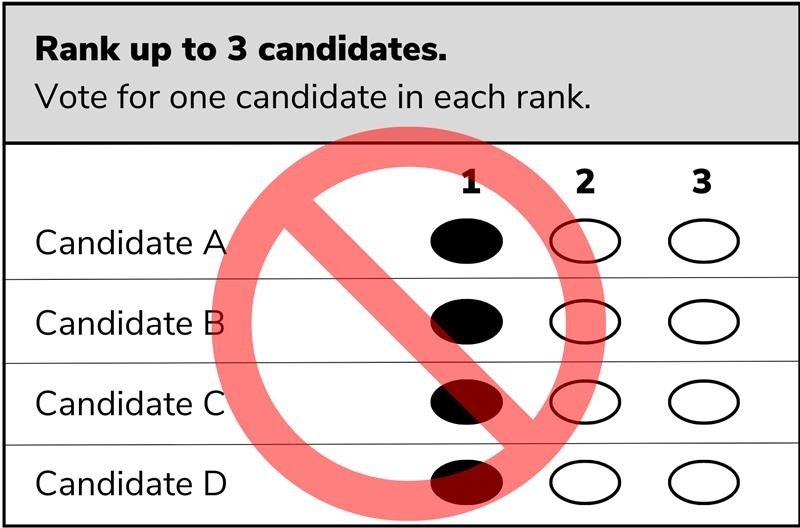 Rank up to 3 candidates.
Vote for one candidate in each rank.
1 2 3
Candidate A
Candidate B
Candidate C
Candidate D